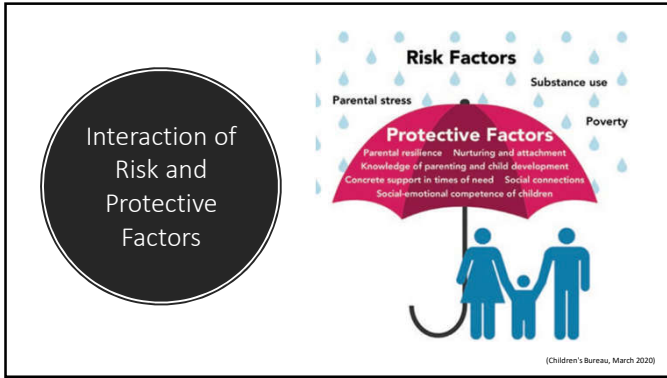 Interaction of
Risk and
Protective
Factors
Risk Factors
Substance use
Parental stress
Poverty
Protective Factors
Parental resilience Nurturing and attachment
Knowledge of parenting and child development
Concrete support in times of need Social connections
Social-emotional competence of children
(Children's Bureau, March 2020)